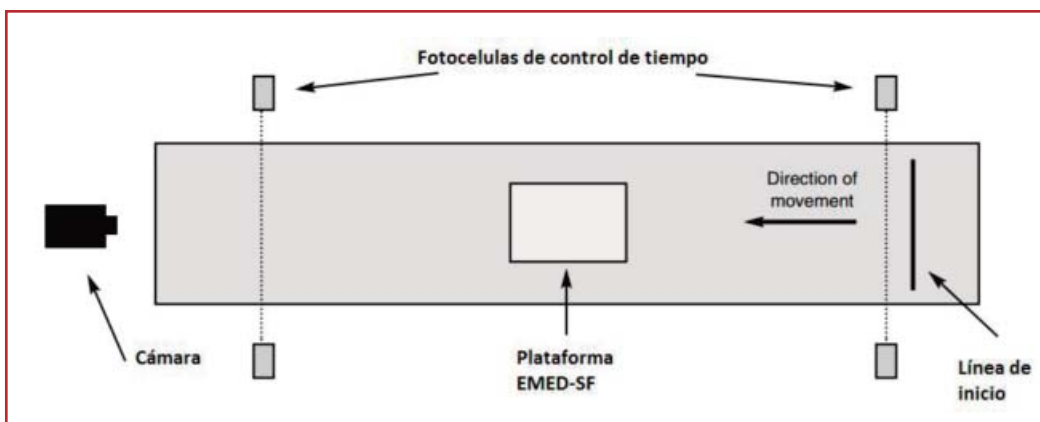 Fotocelulas de control de tiempo
Direction of
movement
Cámara
Plataforma
EMED-SF
Línea de
inicio